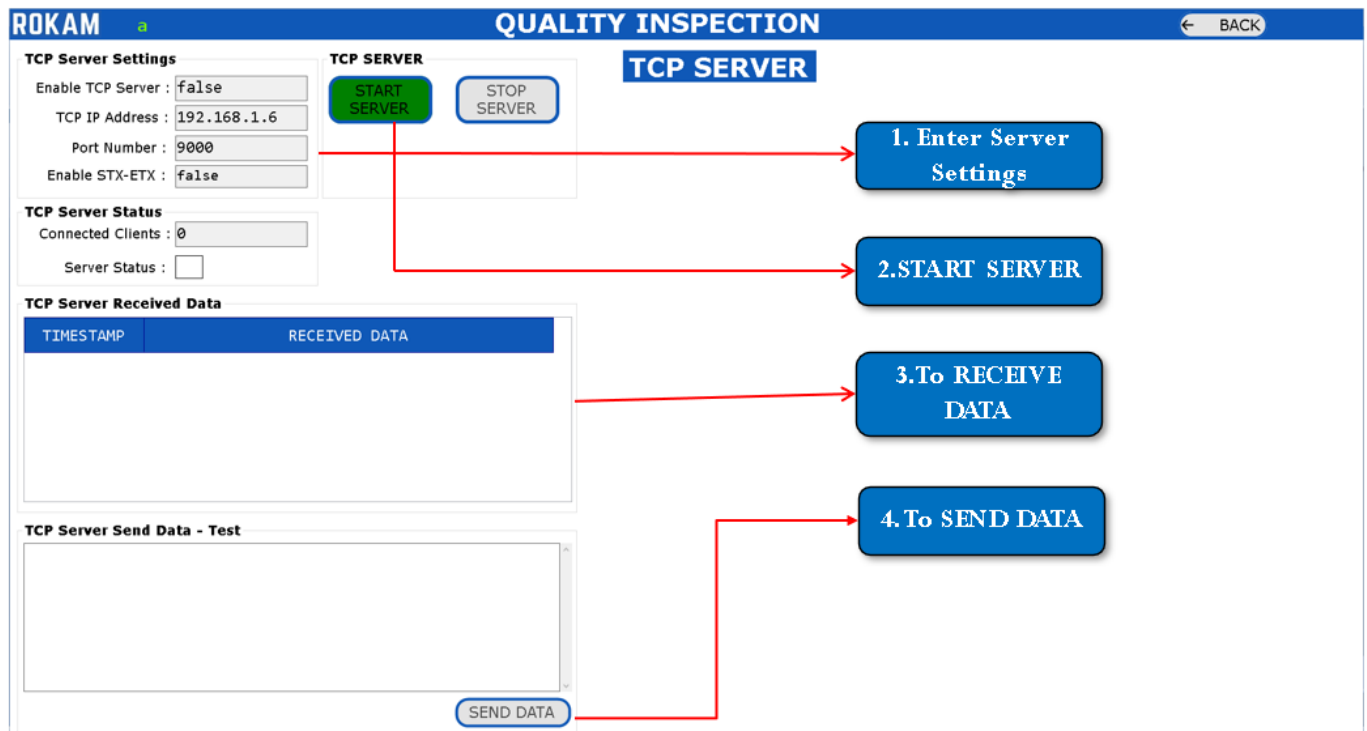 ROKAM a QUALITY INSPECTION ← BACK
TCP SERVER
TCP Server Settings
Enable TCP Server : false
TCP IP Address : 192.168.1.6
Port Number : 9000
Enable STX-ETX : false
TCP SERVER
START
SERVER
STOP
SERVER
TCP Server Status
Connected Clients : 0
Server Status :
TCP Server Received Data
TIMESTAMP RECEIVED DATA
TCP Server Send Data - Test
SEND DATA
1. Enter Server
Settings
2.START SERVER
3.To RECEIVE
DATA
4.To SEND DATA